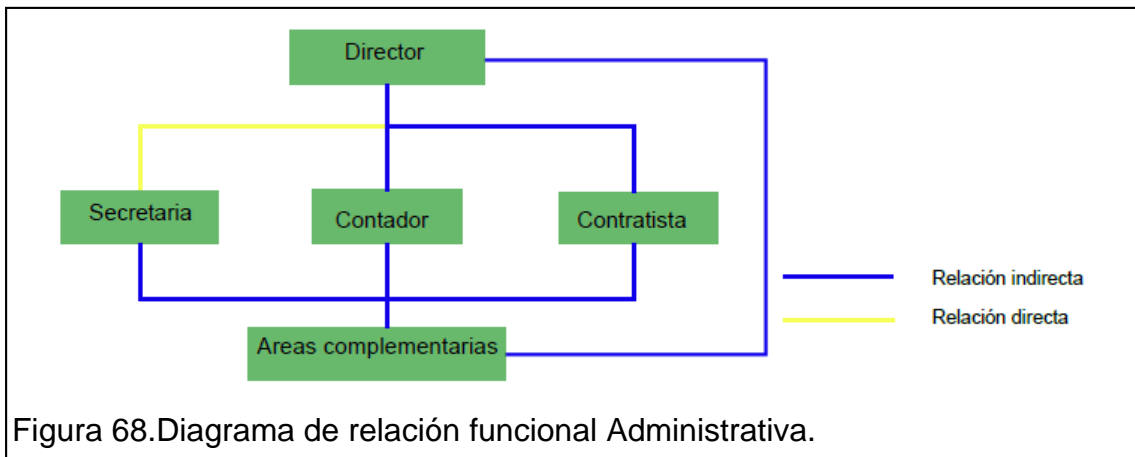 Director
Secretaria
Contador
Contratista
Relación indirecta
Relación directa
Areas complementarias
Figura 68.Diagrama de relación funcional Administrativa.